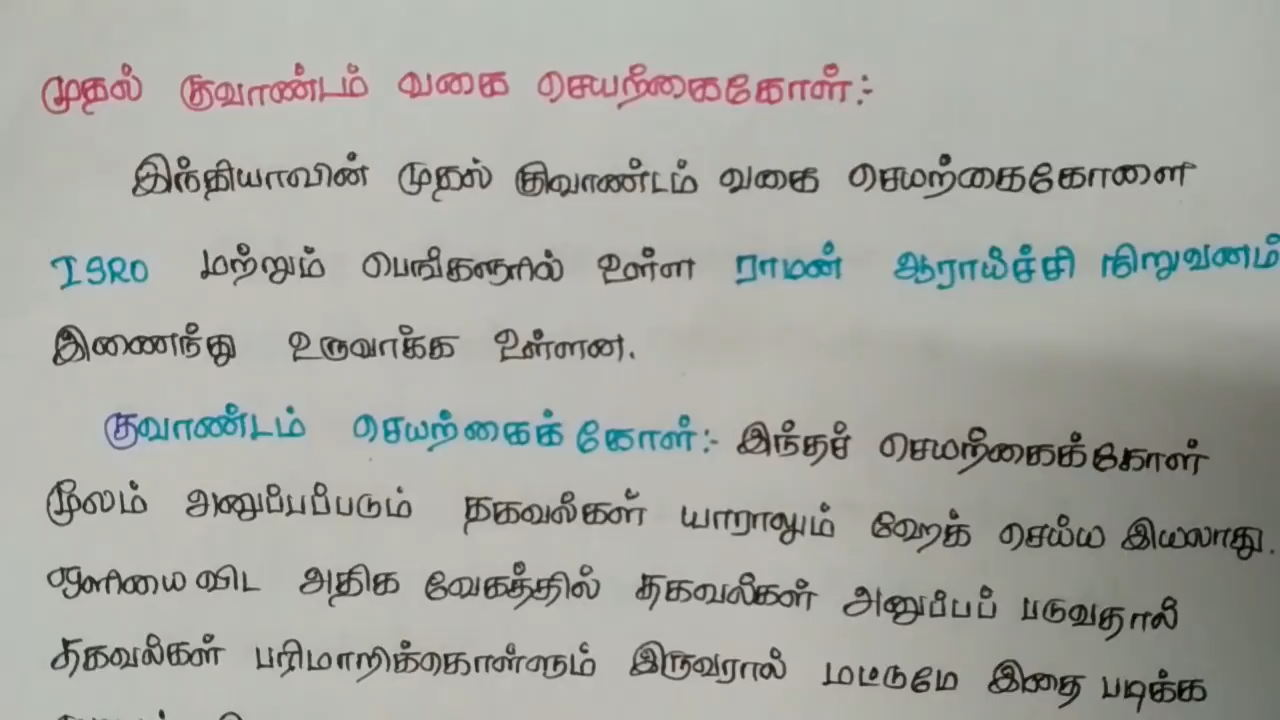 முதல் குவாண்டம் வகை செயற்கைகோள்:-
இந்தியாவின் முதல் குவாண்டம் வகை செயற்கைகோளை
ISRO மற்றும் பெங்களூரில் உள்ள ராமன் ஆராய்ச்சி நிறுவனம்
இணைந்து உருவாக்க உள்ளன.
குவாண்டம் செயற்கைக் கோள்:- இந்தச் செயற்கைக்கோள்
மூலம் அனுப்பப்படும் தகவல்கள் யாராலும் ஹேக் செய்ய இயலாது.
ஒளியை விட அதிக வேகத்தில் தகவல்கள் அனுப்பப் படுவதால்
தகவல்கள் பரிமாறிக்கொள்ளும் இருவரால் மட்டுமே இதை படிக்க